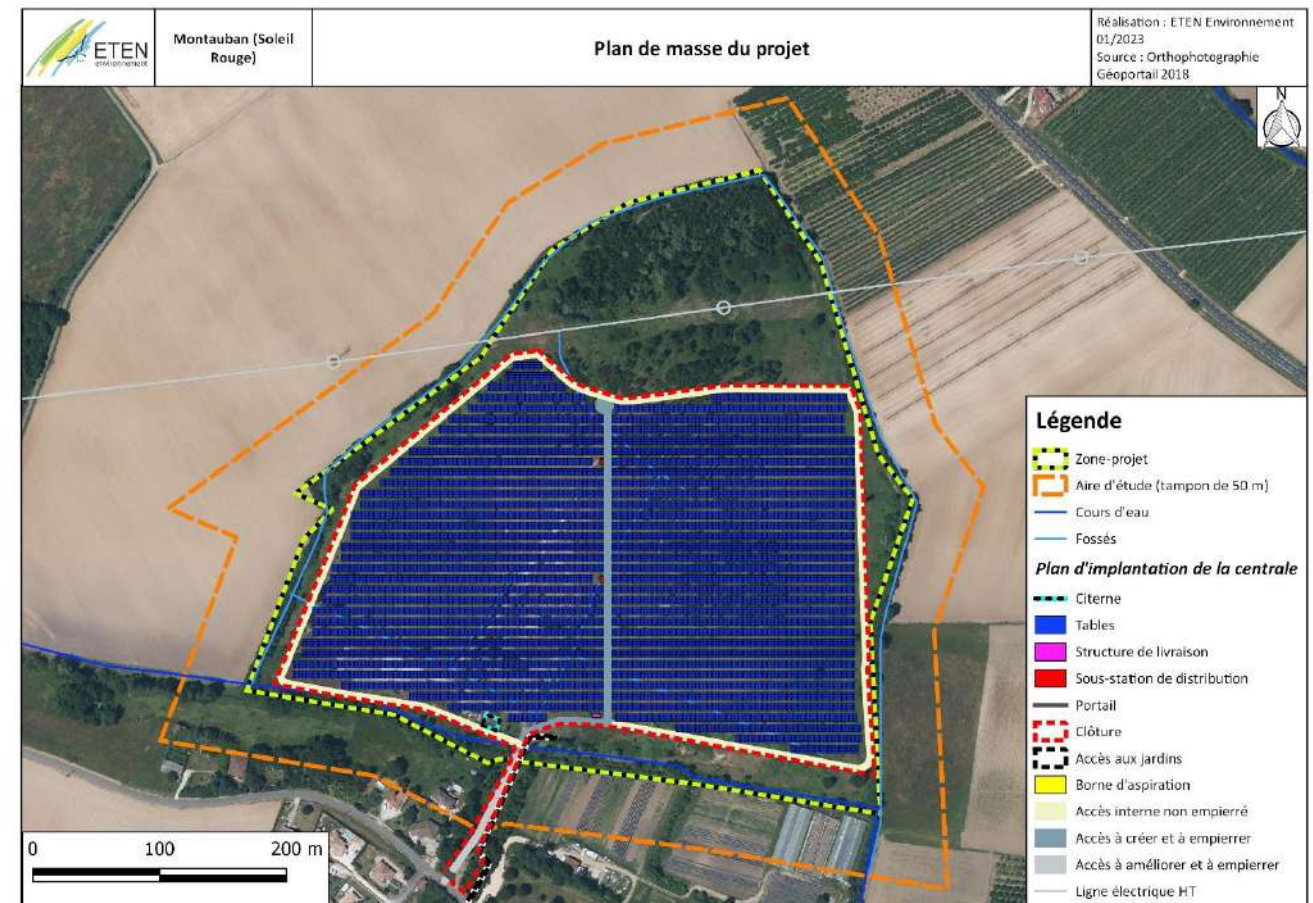 ETEN
environnement
Montauban (Soleil
Rouge)
Plan de masse du projet
Réalisation : ETEN Environnement
01/2023
Source : Orthophotographie
Géoportail 2018
N
Légende
Zone-projet
Aire d'étude (tampon de 50 m)
Cours d'eau
Fossés
Plan d'implantation de la centrale
Citerne
Tables
Structure de livraison
Sous-station de distribution
Portail
Clôture
Accès aux jardins
Borne d'aspiration
Accès interne non empierré
Accès à créer et à empierrer
Accès à améliorer et à empierrer
Ligne électrique HT
0 100 200 m